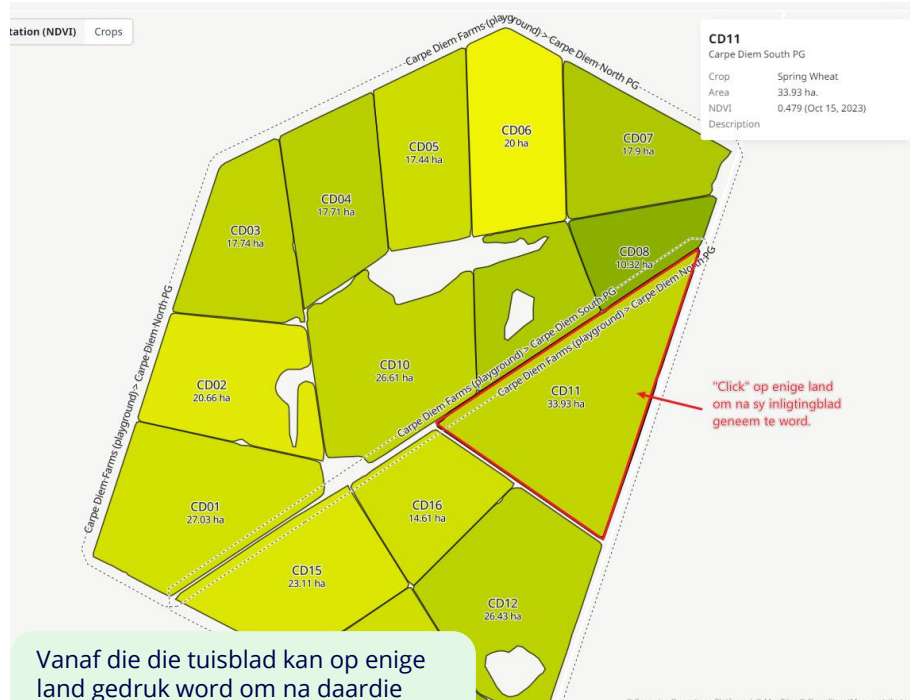 tation (NDVI)
Crops
Carpe Diem Farms (playground) > Carpe Diem North PG
CD11
Carpe Diem South PG
Crop Spring Wheat
Area 33.93 ha.
NDVI 0.479 (Oct 15, 2023)
Description
CD06
20 ha
CD05
17.44 ha
CD07
17.9 ha
CD04
17.71 ha
CD03
17.74 ha
CD08
10.32 ha
Carpe Diem Farms (playground) > Carpe Diem North PG
Carpe Diem Farms (playground) > Carpe Diem South PG
Carpe Diem Farms (playground) > Carpe Diem North PG
CD10
26.61 ha
CD02
20.66 ha
CD11
33.93 ha
"Click" op enige land
om na sy inligtingblad
geneem te word.
CD01
27.03 ha
CD16
14.61 ha
CD15
23.11 ha
CD12
26.43 ha
Vanaf die die tuisblad kan op enige
land gedruk word om na daardie